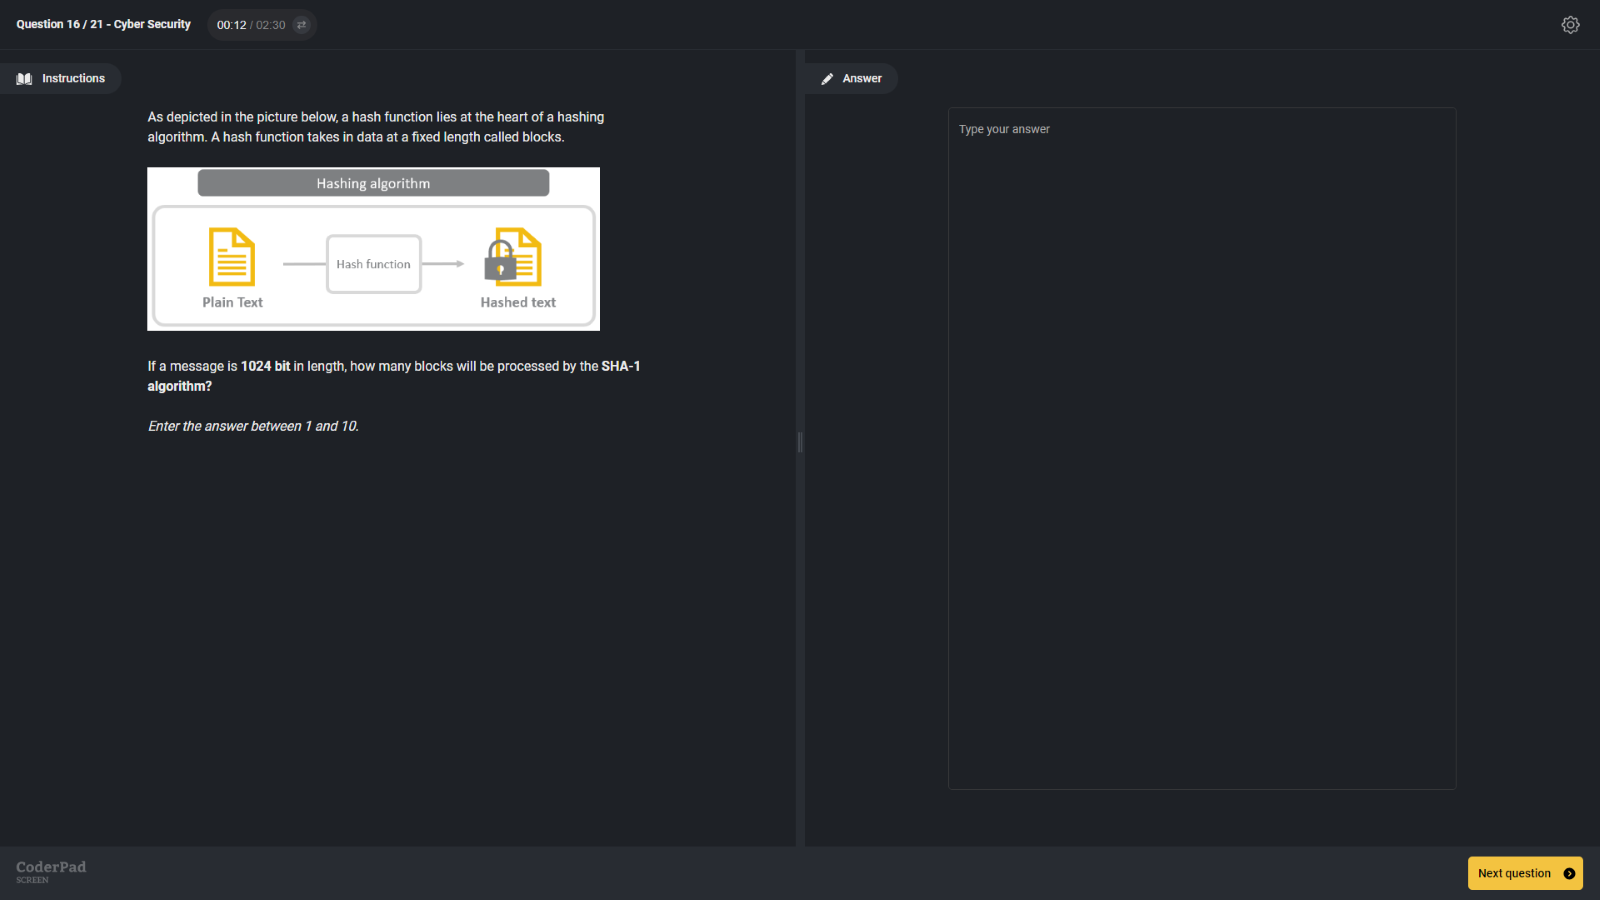 Question 16 / 21 - Cyber Security
00:12 / 02:30
Instructions
As depicted in the picture below, a hash function lies at the heart of a hashing
algorithm. A hash function takes in data at a fixed length called blocks.
Hashing algorithm
Hash function
Plain Text
Hashed text
If a message is 1024 bit in length, how many blocks will be processed by the SHA-1
algorithm?
Enter the answer between 1 and 10.
Answer
Type your answer
CoderPad
SCREEN
Next question